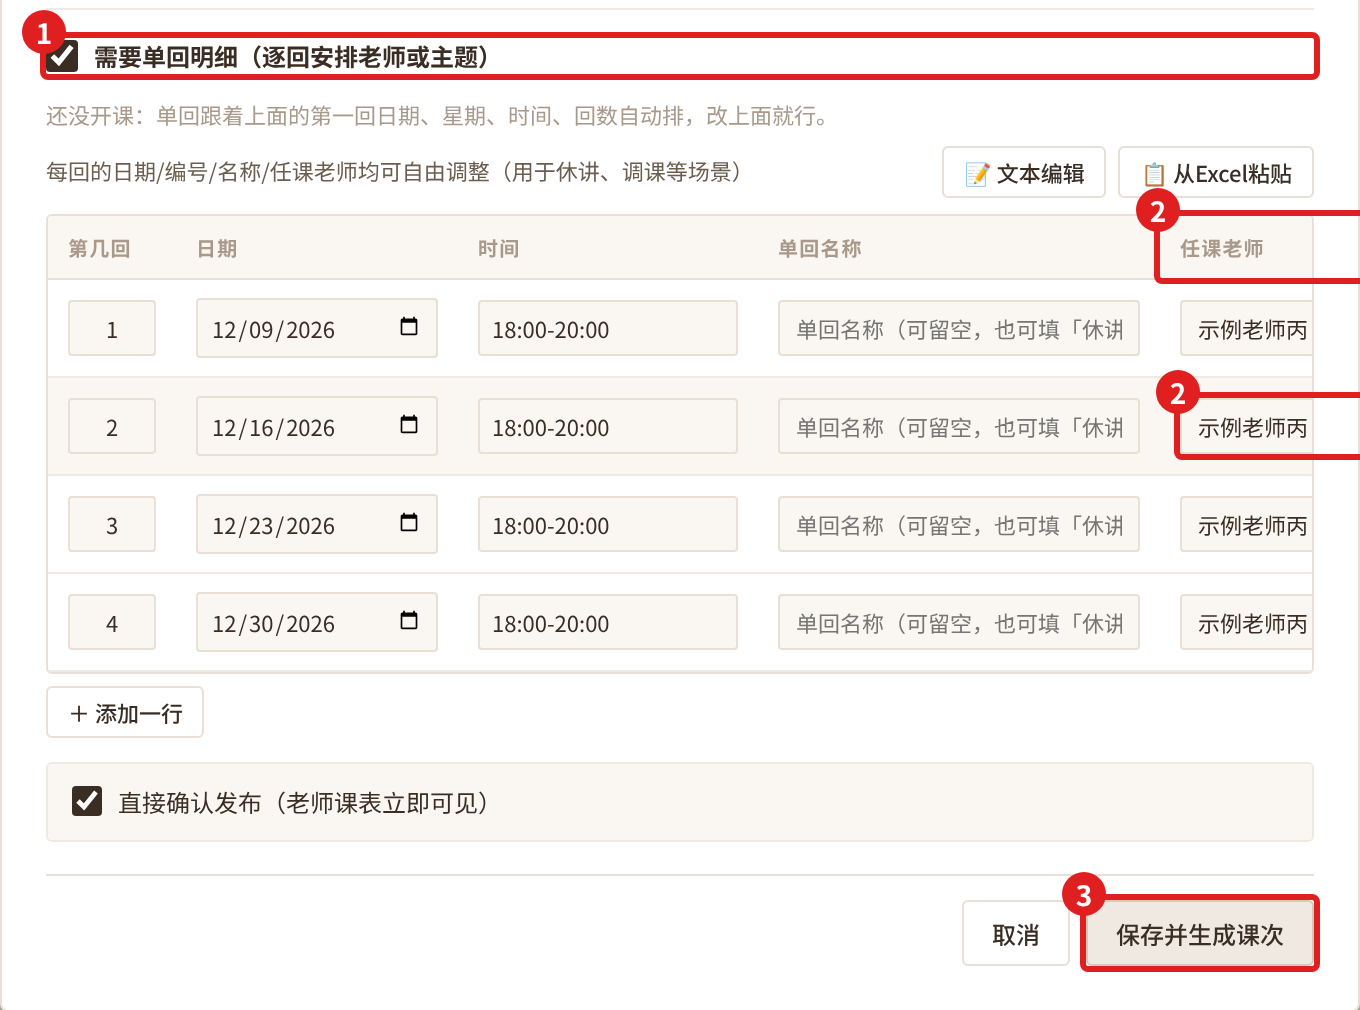 1
需要单回明细（逐回安排老师或主题）
还没开课：单回跟着上面的第一回日期、星期、时间、回数自动排，改上面就行。
每回的日期/编号/名称/任课老师均可自由调整（用于休讲、调课等场景）
📝 文本编辑
📋 从Excel粘贴
2
第几回 日期 时间 单回名称 任课老师
1 12/09/2026 18:00-20:00 单回名称（可留空，也可填「休讲 示例老师丙
2
2 12/16/2026 18:00-20:00 单回名称（可留空，也可填「休讲 示例老师丙
3 12/23/2026 18:00-20:00 单回名称（可留空，也可填「休讲 示例老师丙
4 12/30/2026 18:00-20:00 单回名称（可留空，也可填「休讲 示例老师丙
＋ 添加一行
直接确认发布（老师课表立即可见）
3
取消
保存并生成课次